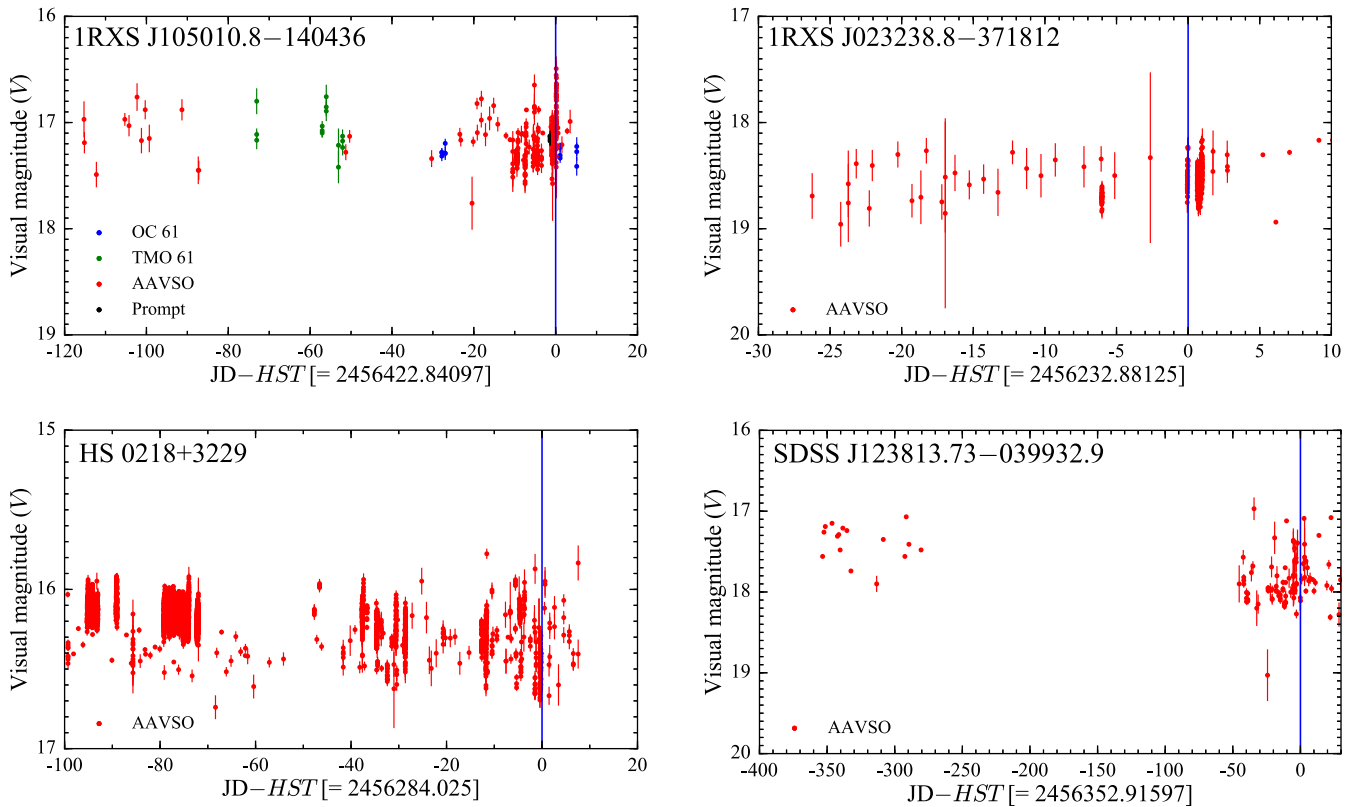 1RXS J105010.8−140436
Visual magnitude (V)
16
17
18
19
OC 61
TMO 61
AAVSO
Prompt
-120 -100 -80 -60 -40 -20 0 20
JD−HST [= 2456422.84097]
1RXS J023238.8−371812
Visual magnitude (V)
17
18
19
20
AAVSO
-30 -25 -20 -15 -10 -5 0 5 10
JD−HST [= 2456232.88125]
HS 0218+3229
Visual magnitude (V)
15
16
17
AAVSO
-100 -80 -60 -40 -20 0 20
JD−HST [= 2456284.025]
SDSS J123813.73−039932.9
Visual magnitude (V)
16
17
18
19
20
AAVSO
-400 -350 -300 -250 -200 -150 -100 -50 0
JD−HST [= 2456352.91597]